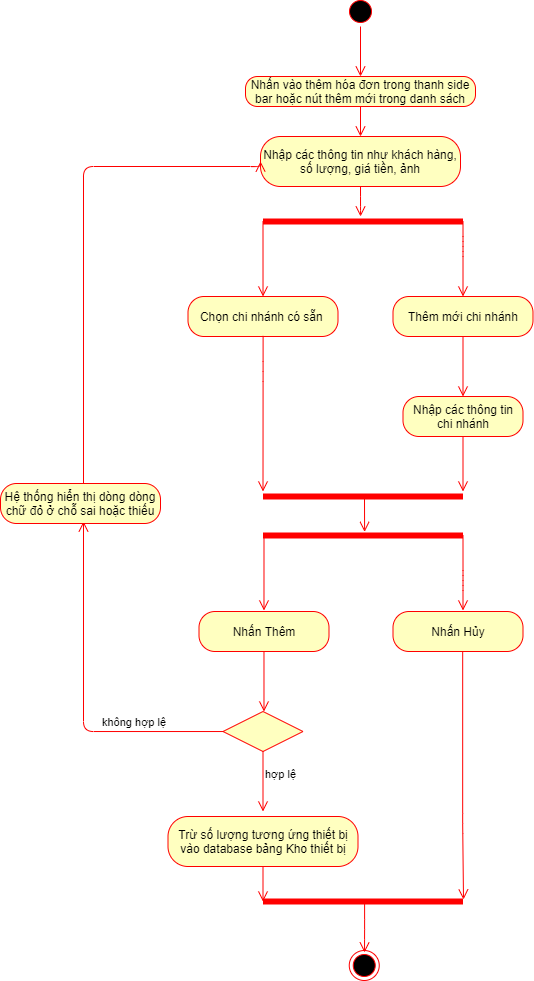 Nhấn vào thêm hóa đơn trong thanh side
bar hoặc nút thêm mới trong danh sách
Nhập các thông tin như khách hàng,
số lượng, giá tiền, ảnh
Chọn chi nhánh có sẵn
Thêm mới chi nhánh
Nhập các thông tin
chi nhánh
Hệ thống hiển thị dòng dòng
chữ đỏ ở chỗ sai hoặc thiếu
Nhấn Thêm
Nhấn Hủy
không hợp lệ
hợp lệ
Trừ số lượng tương ứng thiết bị
vào database bảng Kho thiết bị